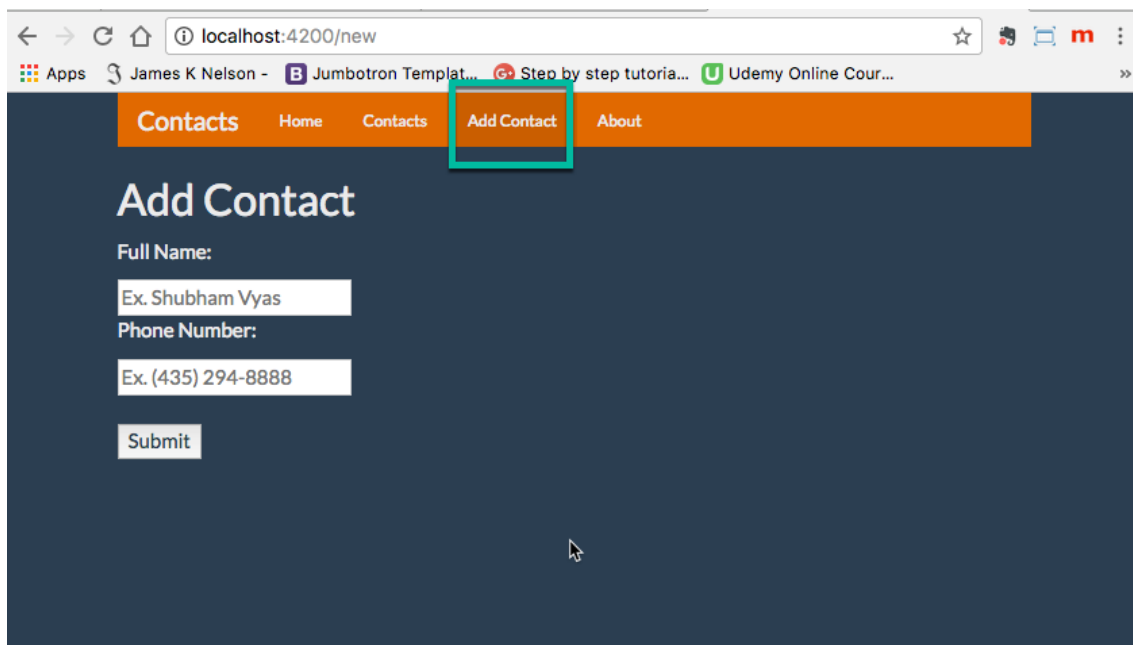 localhost:4200/new
m
Apps James K Nelson - B Jumbotron Templat... G+ Step by step tutoria... U Udemy Online Cour... »
Contacts Home Contacts Add Contact About
Add Contact
Full Name:
Ex. Shubham Vyas
Phone Number:
Ex. (435) 294-8888
Submit